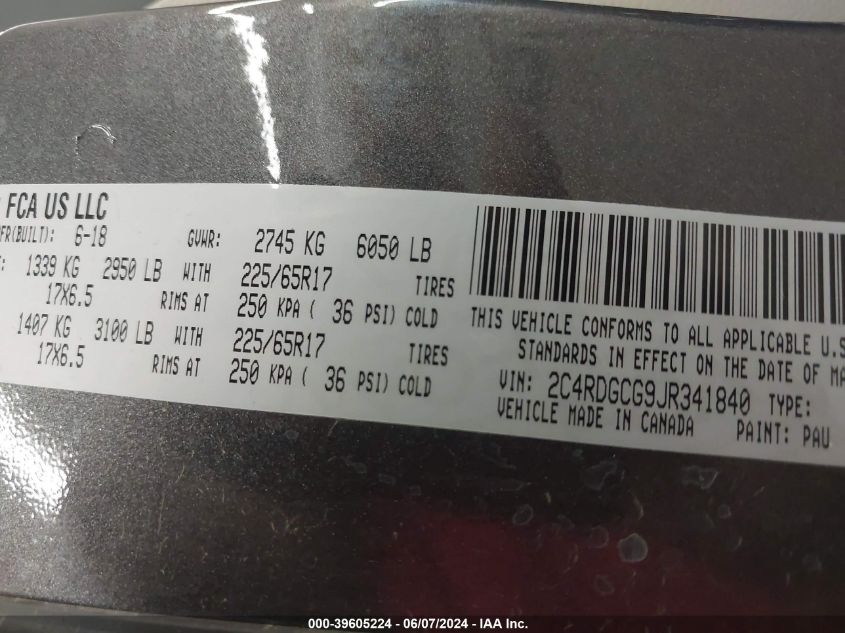 FCA US LLC
FR(BUILT): 6-18 GVWR: 2745 KG 6050 LB
1339 KG 2950 LB WITH 225/65R17 TIRES
17X6.5 RIMS AT 250 KPA ( 36 PSI) COLD
1407 KG 3100 LB WITH 225/65R17 TIRES
17X6.5 RIMS AT 250 KPA ( 36 PSI) COLD
THIS VEHICLE CONFORMS TO ALL APPLICABLE U.S
STANDARDS IN EFFECT ON THE DATE OF MA
VIN: 2C4RDGCG9JR341840 TYPE:
VEHICLE MADE IN CANADA PAINT: PAU
000-39605224 - 06/07/2024 - IAA Inc.